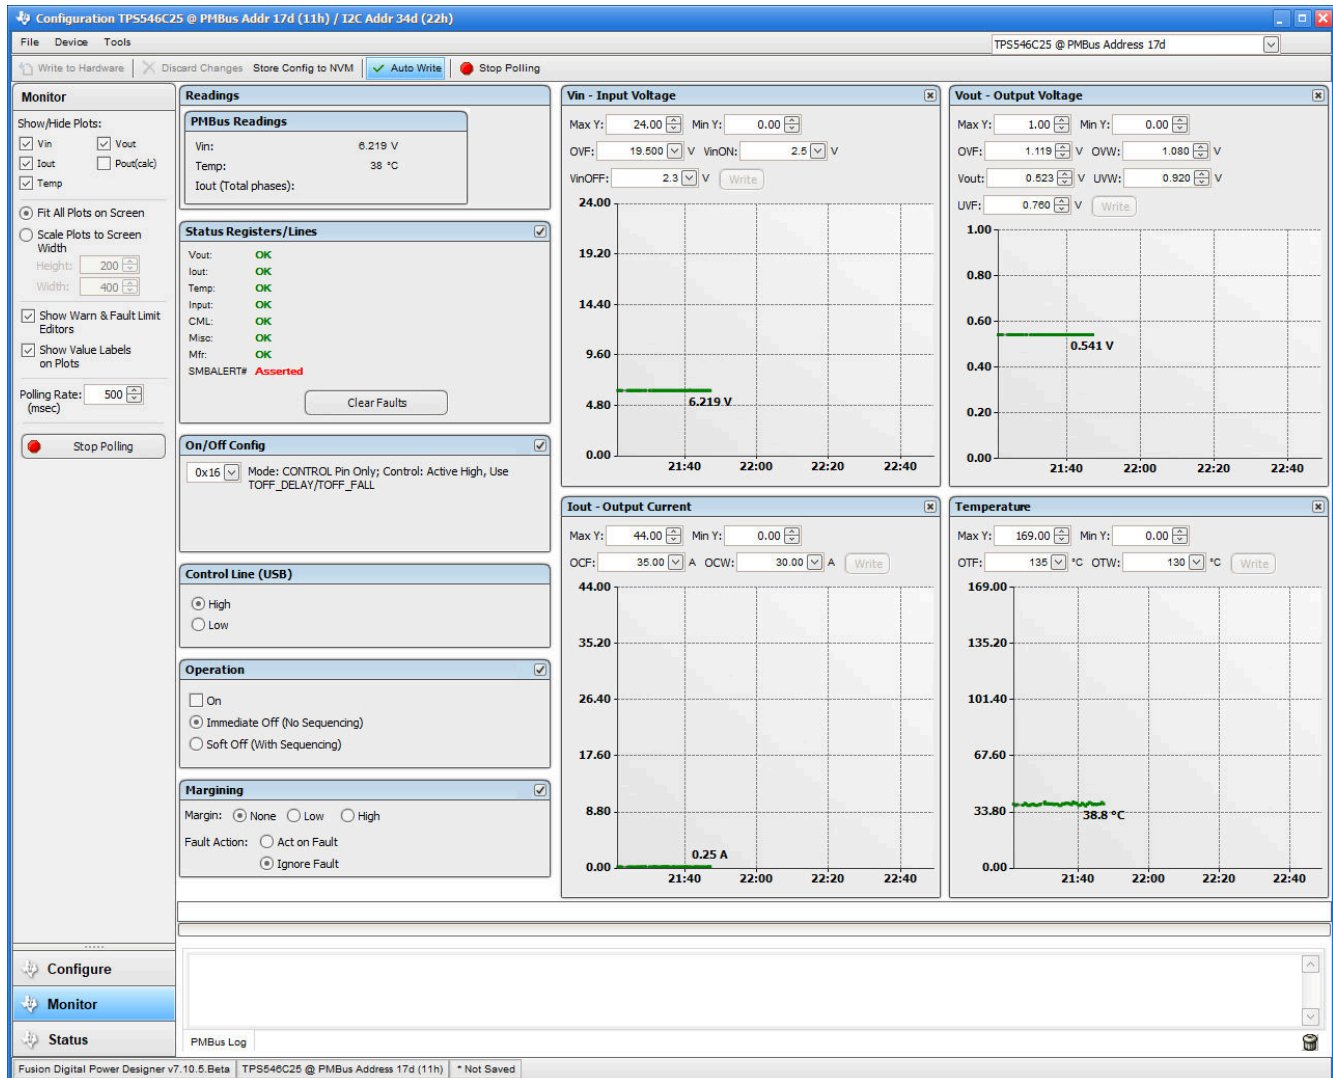 Configuration TPS546C25 @ PMBus Addr 17d (11h) / I2C Addr 34d (22h)
File Device Tools
TPS546C25 @ PMBus Address 17d
Write to Hardware Discard Changes Store Config to NVM Auto Write Stop Polling
Monitor
Show/Hide Plots:
Vin Vout
Iout Pout(calc)
Temp
Fit All Plots on Screen
Scale Plots to Screen
Width
Height: 200
Width: 400
Show Warn & Fault Limit
Editors
Show Value Labels
on Plots
Polling Rate: 500
(msec)
Stop Polling
Readings
PMBus Readings
Vin: 6.219 V
Temp: 38 °C
Iout (Total phases):
Status Registers/Lines
Vout: OK
Iout: OK
Temp: OK
Input: OK
CML: OK
Misc: OK
Mfr: OK
SMBALERT# Asserted
Clear Faults
On/Off Config
0x16 Mode: CONTROL Pin Only; Control: Active High, Use
TOFF_DELAY/TOFF_FALL
Control Line (USB)
High
Low
Operation
On
Immediate Off (No Sequencing)
Soft Off (With Sequencing)
Margining
Margin: None Low High
Fault Action: Act on Fault
Ignore Fault
Vin - Input Voltage
Max Y: 24.00 Min Y: 0.00
OVF: 19.500 V VinON: 2.5 V
VinOFF: 2.3 V Write
24.00
19.20
14.40
9.60
4.80
0.00
6.219 V
21:40 22:00 22:20 22:40
Vout - Output Voltage
Max Y: 1.00 Min Y: 0.00
OVF: 1.119 V OVW: 1.080 V
Vout: 0.523 V UVW: 0.920 V
UVF: 0.760 V Write
1.00
0.80
0.60
0.40
0.20
0.00
0.541 V
21:40 22:00 22:20 22:40
Iout - Output Current
Max Y: 44.00 Min Y: 0.00
OCF: 35.00 A OCW: 30.00 A Write
44.00
35.20
26.40
17.60
8.80
0.00
0.25 A
21:40 22:00 22:20 22:40
Temperature
Max Y: 169.00 Min Y: 0.00
OTF: 135 °C OTW: 130 °C Write
169.00
135.20
101.40
67.60
33.80
0.00
38.8 °C
21:40 22:00 22:20 22:40
Configure
Monitor
Status
PMBus Log
Fusion Digital Power Designer v7.10.5.Beta TPS546C25 @ PMBus Address 17d (11h) * Not Saved